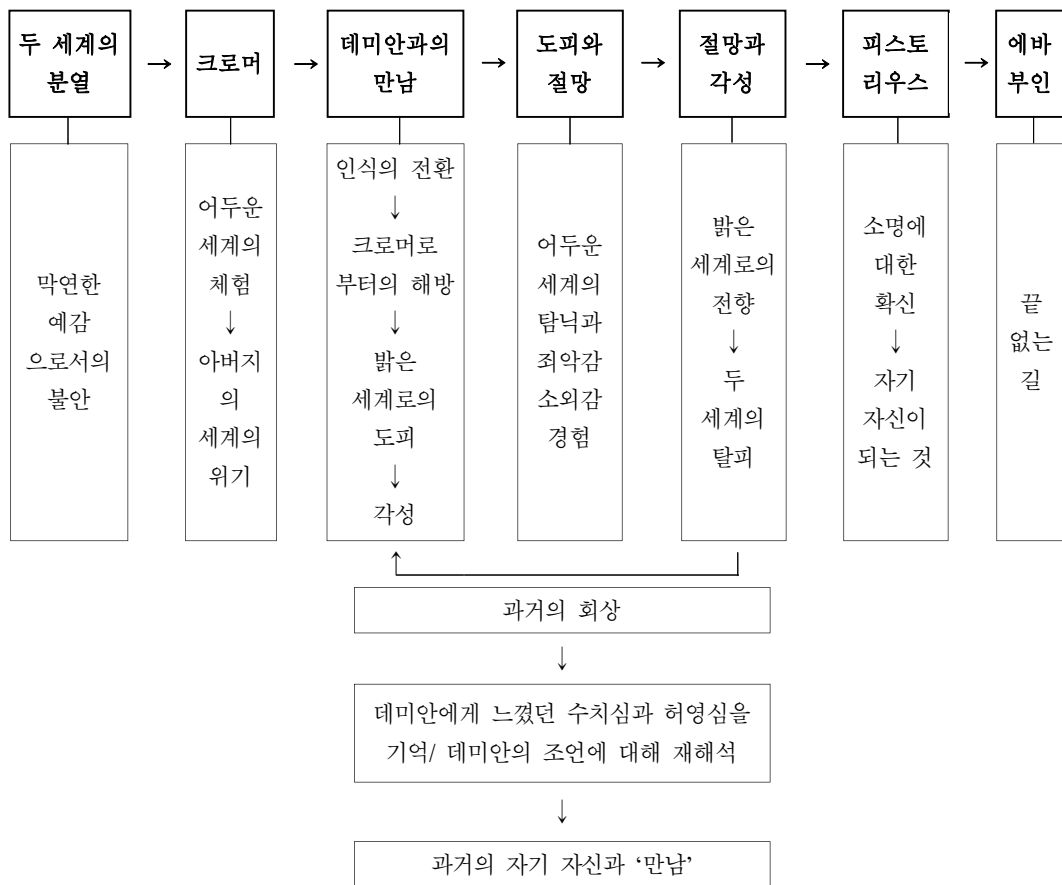 두 세계의
분열
→
크로머
→
데미안과의
만남
→
도피와
절망
→
절망과
각성
→
피스토
리우스
→
에바
부인
막연한
예감
으로서의
불안
어두운
세계의
체험
↓
아버지
의
세계의
위기
인식의 전환
↓
크로머로
부터의 해방
↓
밝은
세계로의
도피
↓
각성
어두운
세계의
탐닉과
죄악감
소외감
경험
밝은
세계로의
전향
↓
두
세계의
탈피
소명에
대한
확신
↓
자기
자신이
되는 것
끝
없는
길
과거의 회상
↓
데미안에게 느꼈던 수치심과 허영심을
기억/ 데미안의 조언에 대해 재해석
↓
과거의 자기 자신과 ‘만남’